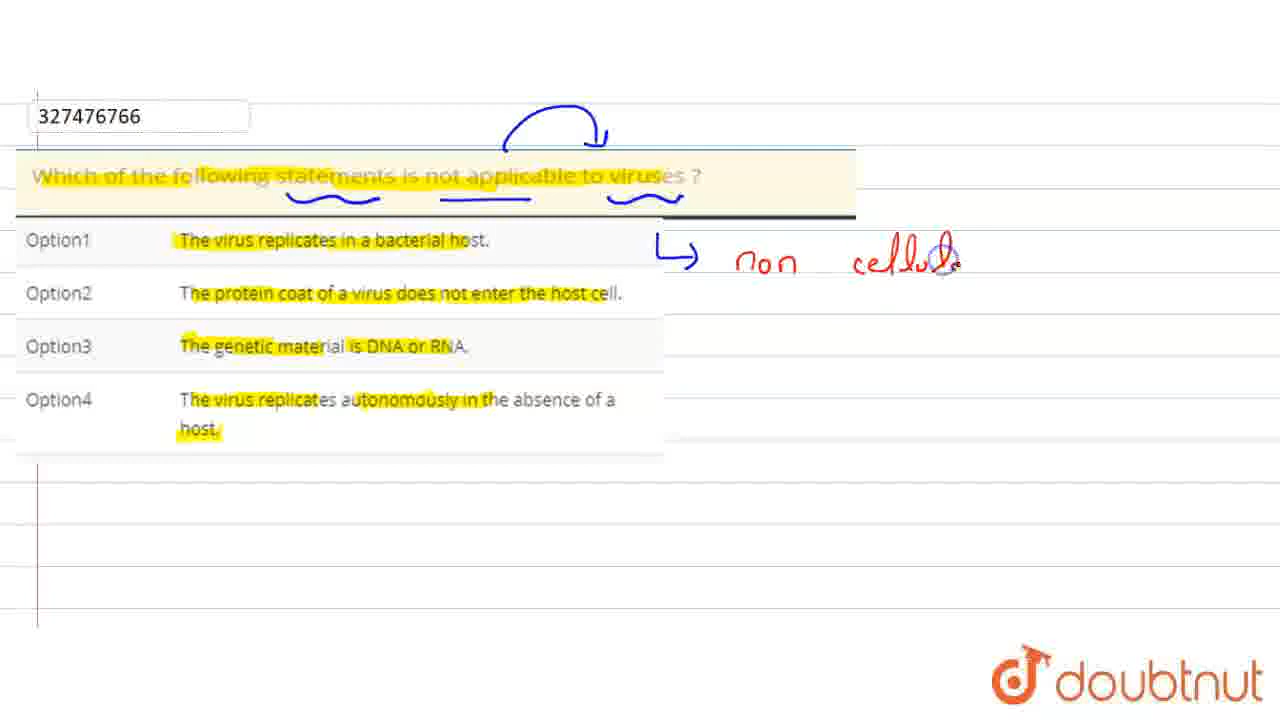 327476766
Which of the following statements is not applicable to viruses ?
Option1 The virus replicates in a bacterial host.
non cellula
Option2 The protein coat of a virus does not enter the host cell.
Option3 The genetic material is DNA or RNA.
Option4 The virus replicates autonomously in the absence of a
host.
doubtnut